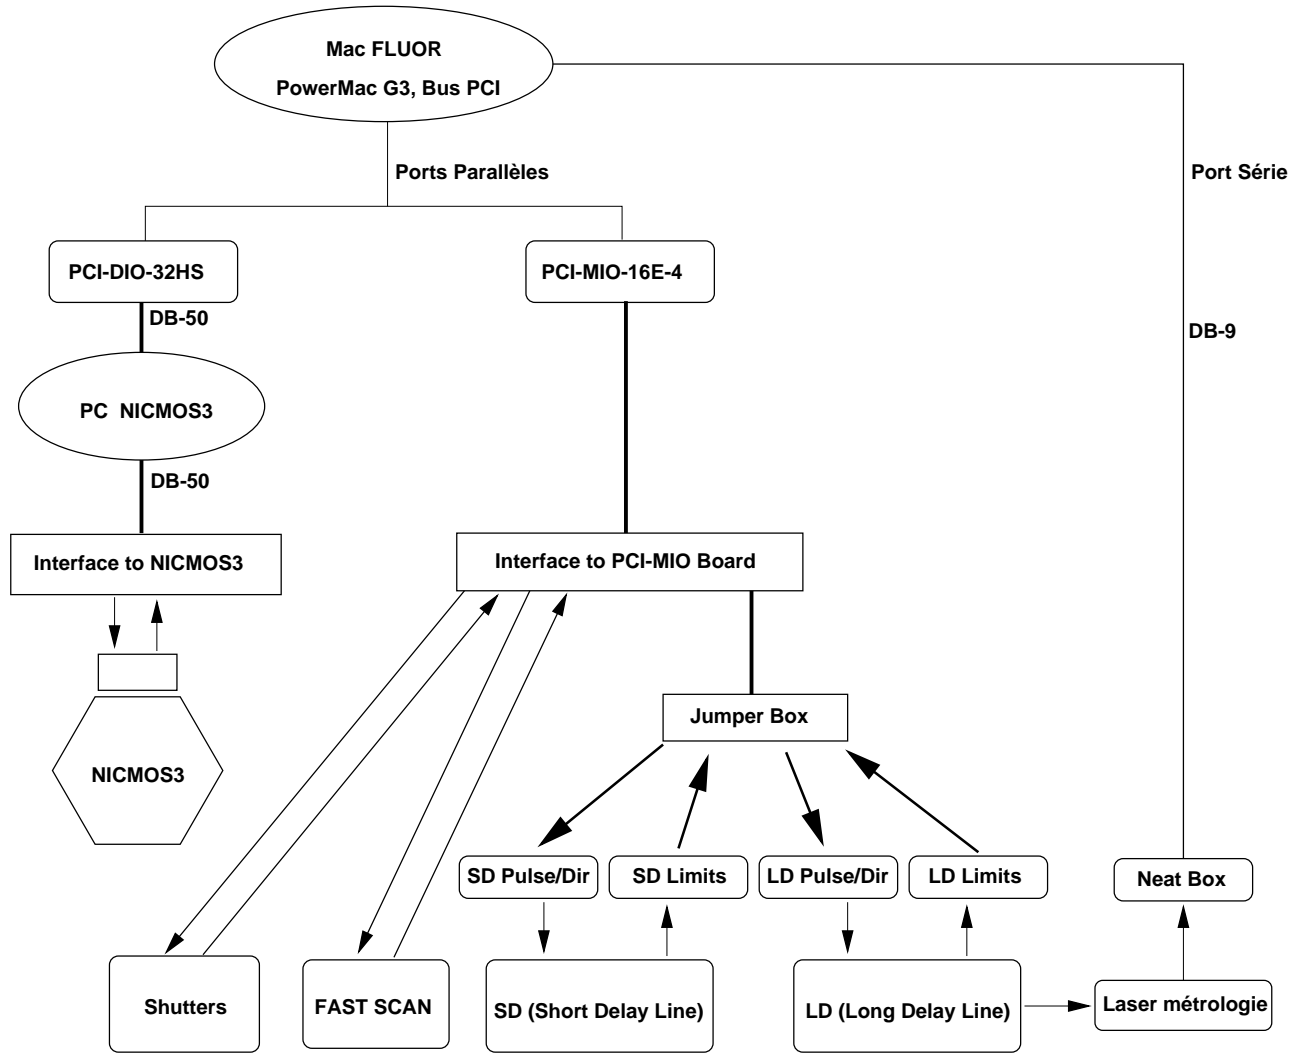 Mac FLUOR
PowerMac G3, Bus PCI
Ports Parallèles
Port Série
PCI-DIO-32HS
PCI-MIO-16E-4
DB-50
DB-9
PC NICMOS3
DB-50
Interface to NICMOS3
Interface to PCI-MIO Board
Jumper Box
NICMOS3
SD Pulse/Dir
SD Limits
LD Pulse/Dir
LD Limits
Neat Box
Shutters
FAST SCAN
SD (Short Delay Line)
LD (Long Delay Line)
Laser métrologie